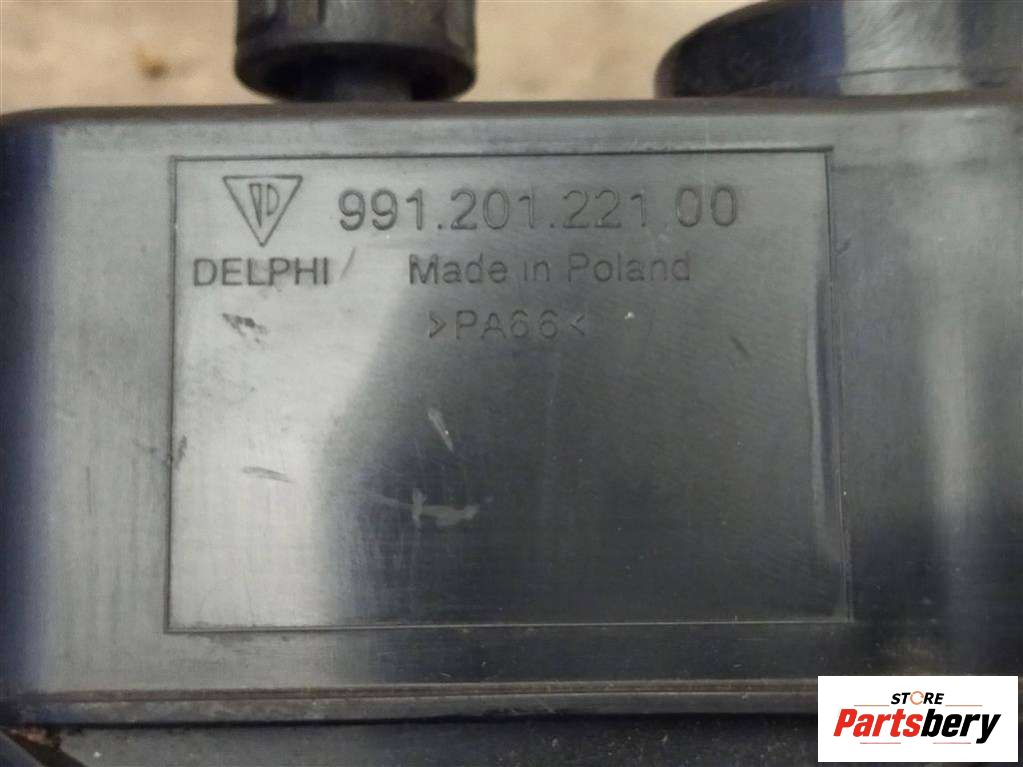 991.201.221.00
DELPHI / Made in Poland
>PA66<
STORE
Partsbery